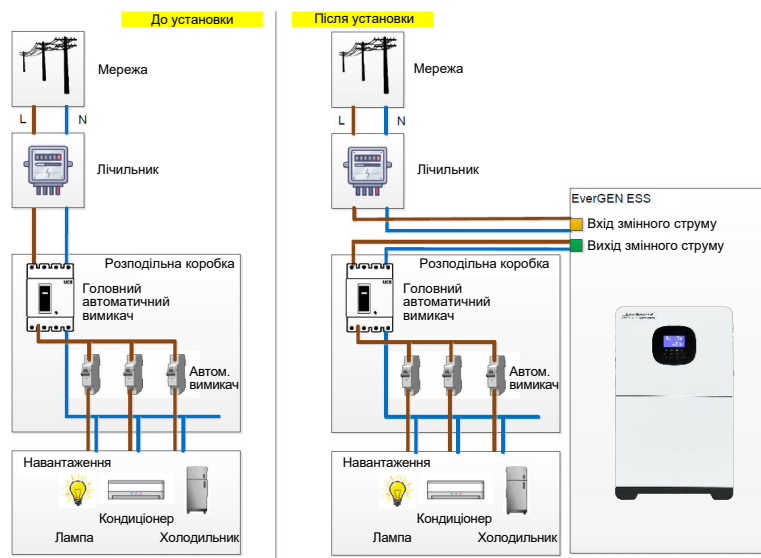 До установки
Мережа
L
N
Лічильник
Розподільна коробка
Головний
автоматичний
вимикач
Автом.
вимикач
Навантаження
Кондиціонер
Лампа
Холодильник
Після установки
Мережа
L
N
Лічильник
Розподільна коробка
Головний
автоматичний
вимикач
Автом.
вимикач
Навантаження
Кондиціонер
Лампа
Холодильник
EverGEN ESS
Вхід змінного струму
Вихід змінного струму